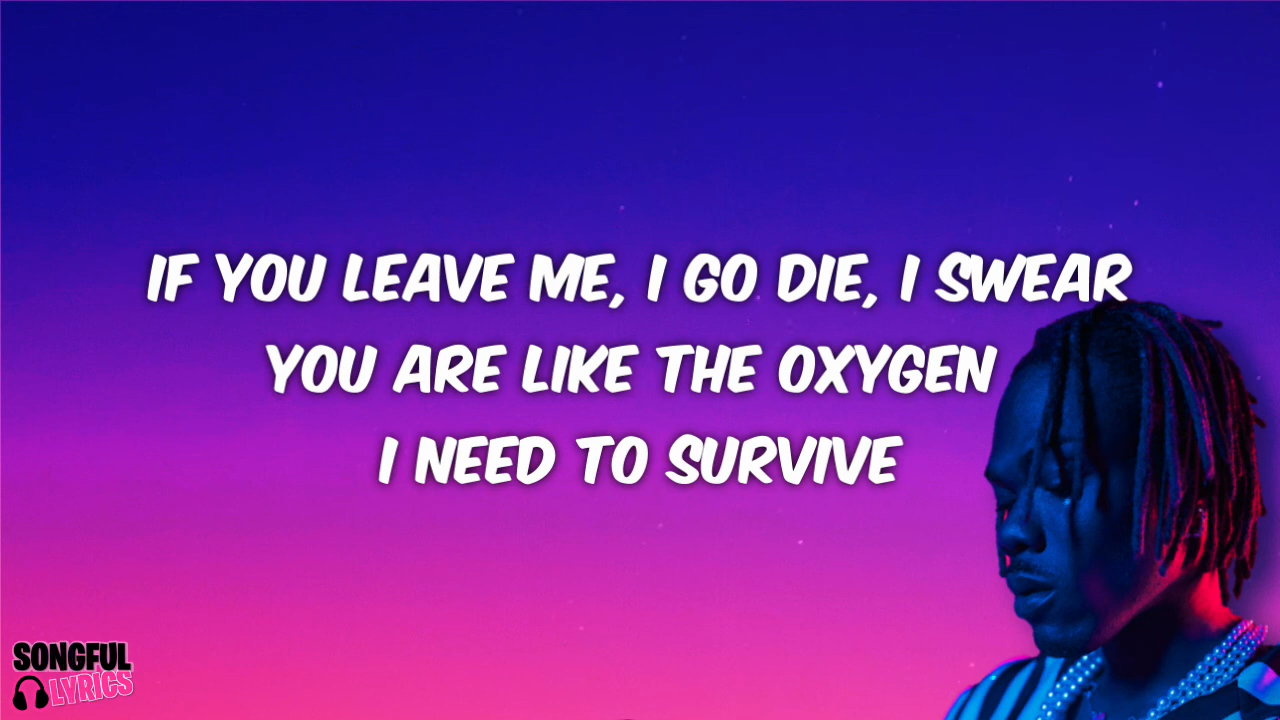 IF YOU LEAVE ME, I GO DIE, I SWEAR
YOU ARE LIKE THE OXYGEN
I NEED TO SURVIVE
SONGFUL
LYRICS